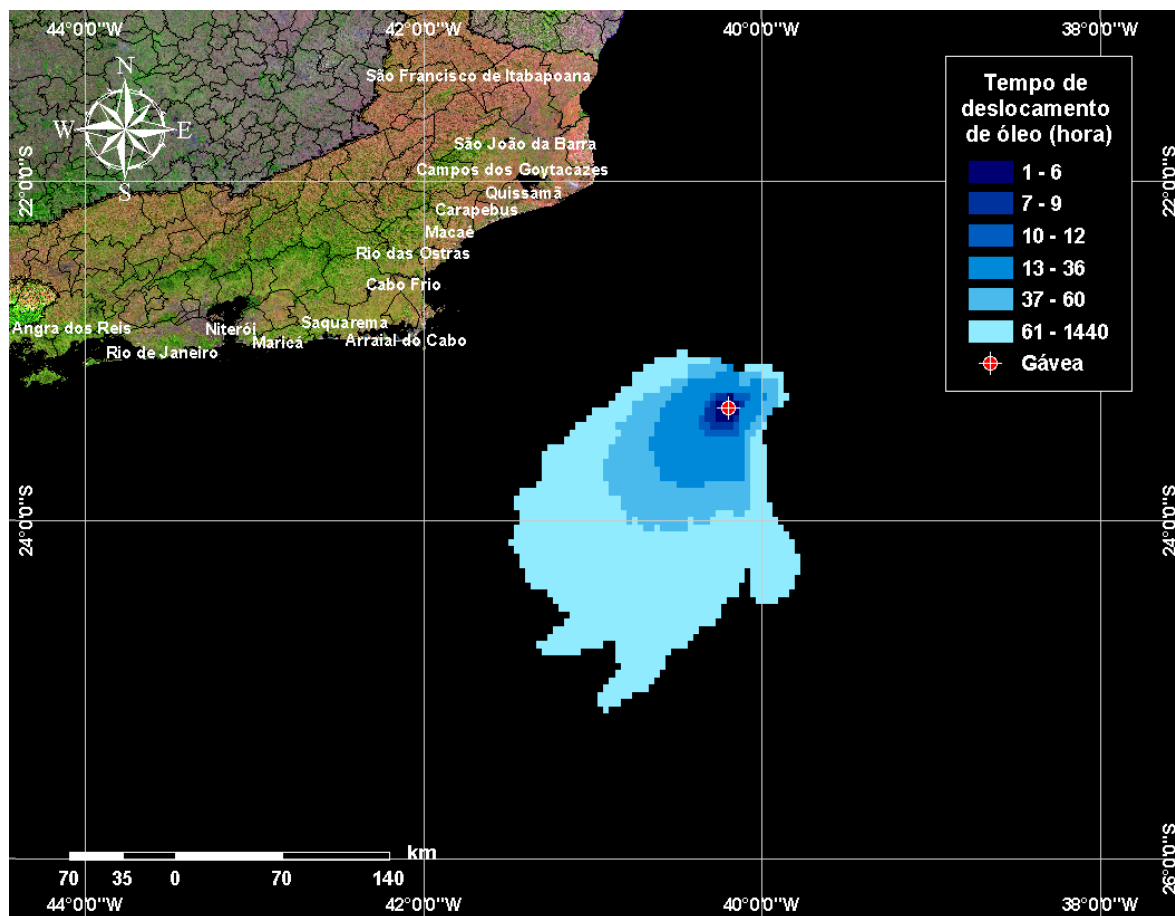 44°0'0"W
42°0'0"W
40°0'0"W
38°0'0"W
N
W
E
S
22°0'0"S
22°0'0"S
24°0'0"S
24°0'0"S
26°0'0"S
São Francisco de Itabapoana
São João da Barra
Campos dos Goytacazes
Quissamã
Carapebus
Macaé
Rio das Ostras
Cabo Frio
Angra dos Reis
Niterói
Saquarema
Rio de Janeiro
Maricá
Arraial do Cabo
Tempo de
deslocamento
de óleo (hora)
1 - 6
7 - 9
10 - 12
13 - 36
37 - 60
61 - 1440
Gávea
km
70 35 0 70 140
44°0'0"W
42°0'0"W
40°0'0"W
38°0'0"W